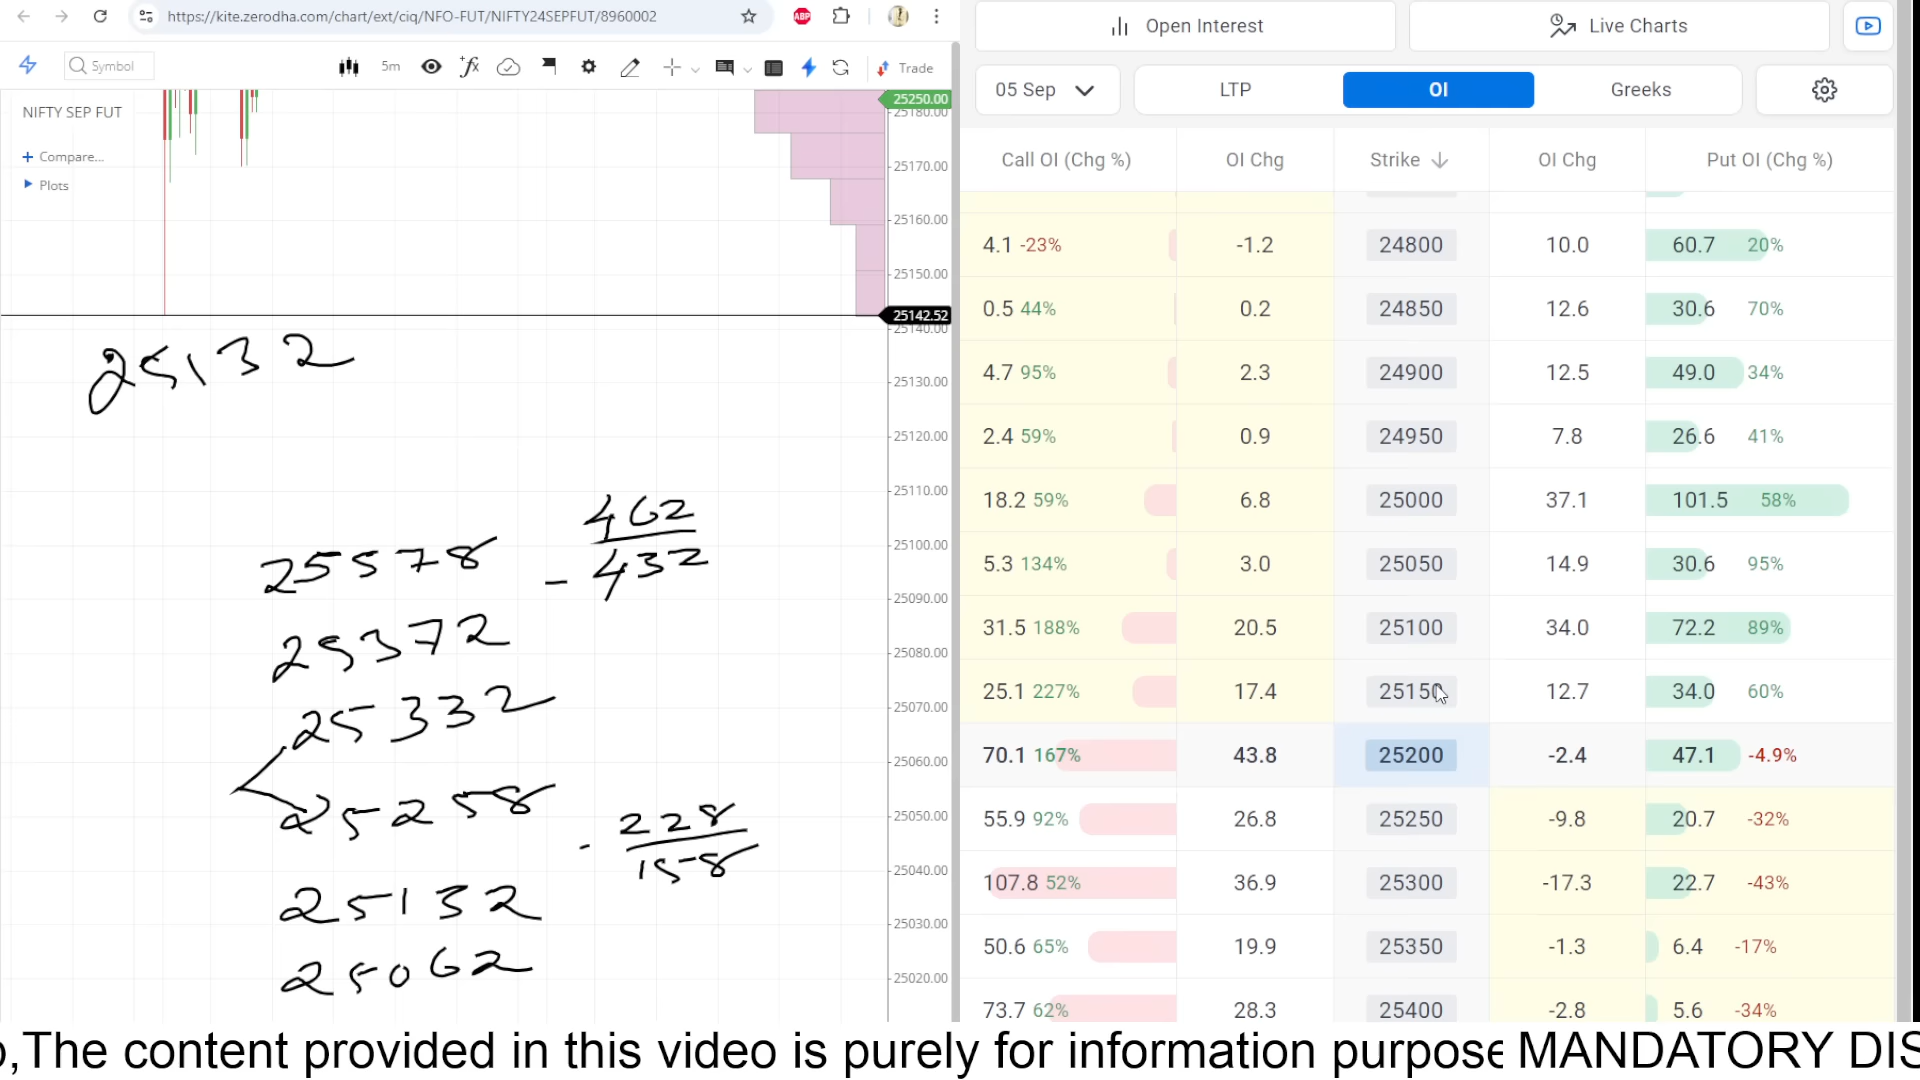 https://kite.zerodha.com/chart/ext/ciq/NFO-FUT/NIFTY24SEPFUT/8960002
ABP
Symbol
5m
Trade
NIFTY SEP FUT
Compare...
Plots
25250.00
25180.00
25170.00
25160.00
25150.00
25142.52
25140.00
25130.00
25120.00
25110.00
25100.00
25090.00
25080.00
25070.00
25060.00
25050.00
25040.00
25030.00
25020.00
25132
25578 - 462
432
25372
25332
25258 - 228
158
25132
25062
Open Interest
Live Charts
05 Sep
LTP
OI
Greeks
Call OI (Chg %) OI Chg Strike OI Chg Put OI (Chg %)
4.1 -23% -1.2 24800 10.0 60.7 20%
0.5 44% 0.2 24850 12.6 30.6 70%
4.7 95% 2.3 24900 12.5 49.0 34%
2.4 59% 0.9 24950 7.8 26.6 41%
18.2 59% 6.8 25000 37.1 101.5 58%
5.3 134% 3.0 25050 14.9 30.6 95%
31.5 188% 20.5 25100 34.0 72.2 89%
25.1 227% 17.4 25150 12.7 34.0 60%
70.1 167% 43.8 25200 -2.4 47.1 -4.9%
55.9 92% 26.8 25250 -9.8 20.7 -32%
107.8 52% 36.9 25300 -17.3 22.7 -43%
50.6 65% 19.9 25350 -1.3 6.4 -17%
73.7 62% 28.3 25400 -2.8 5.6 -34%
,The content provided in this video is purely for information purpose MANDATORY DIS